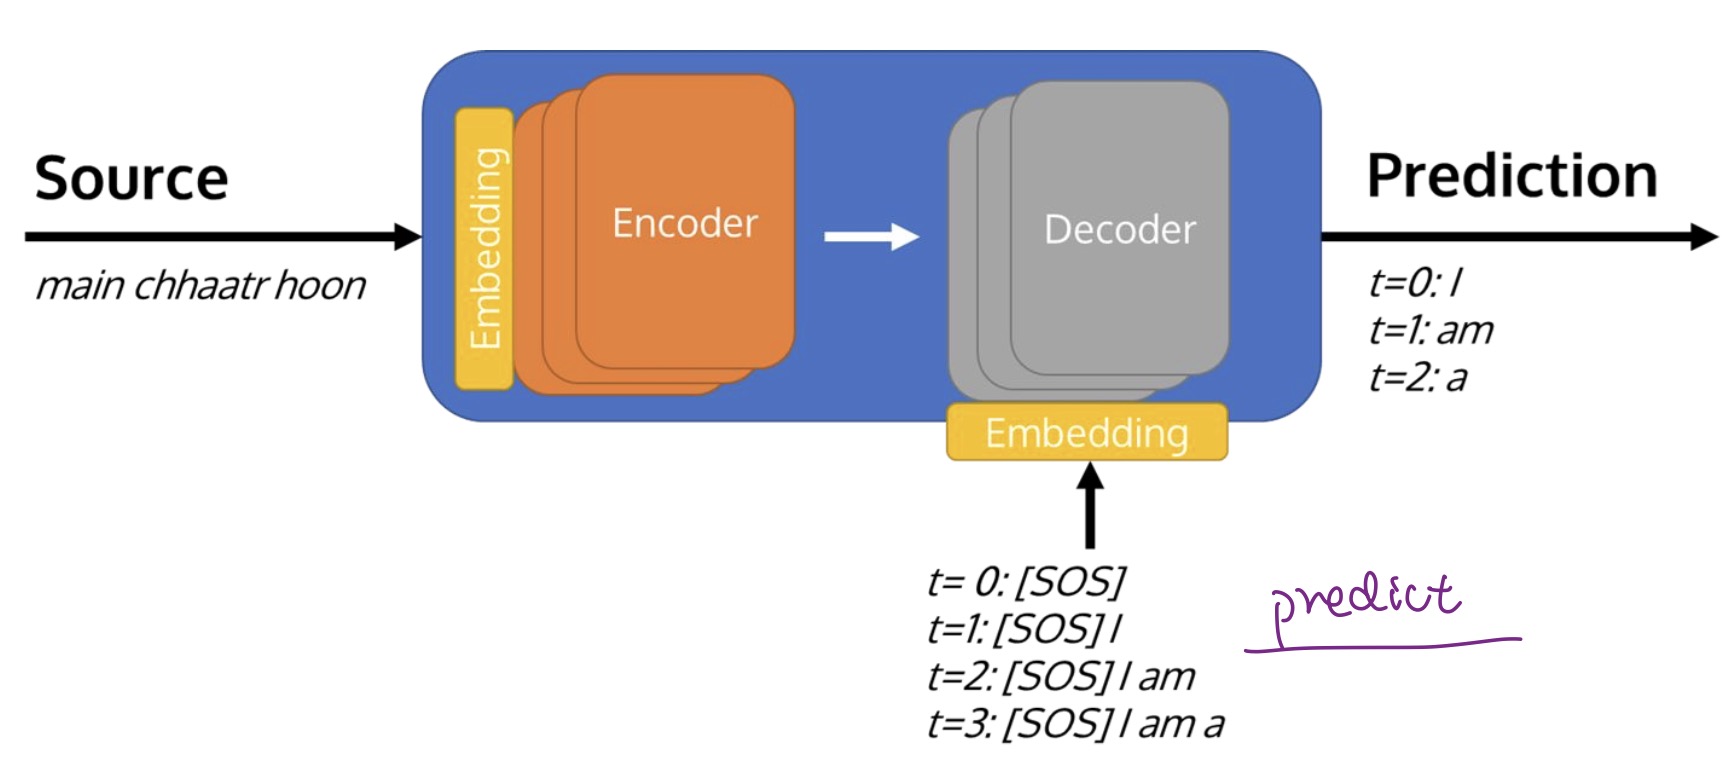 Source
main chhaatr hoon
Embedding
Encoder
Decoder
Embedding
Prediction
t=0: I
t=1: am
t=2: a
t= 0: [SOS]
t=1: [SOS] I
t=2: [SOS] I am
t=3: [SOS] I am a
predict